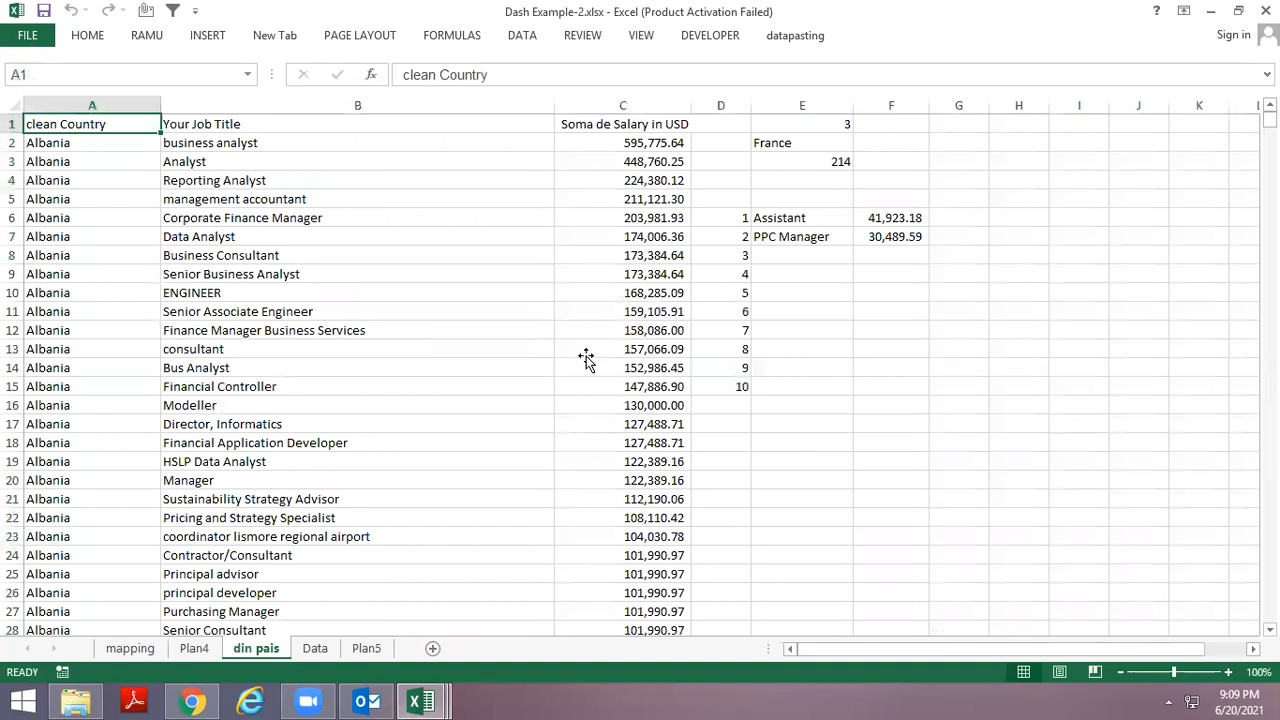 Dash Example-2.xlsx - Excel (Product Activation Failed)
?
FILE HOME RAMU INSERT New Tab PAGE LAYOUT FORMULAS DATA REVIEW VIEW DEVELOPER datapasting Sign in
A1 fx clean Country
A B C D E F G H I J K L
1 clean Country Your Job Title Soma de Salary in USD 3
2 Albania business analyst 595,775.64 France
3 Albania Analyst 448,760.25 214
4 Albania Reporting Analyst 224,380.12
5 Albania management accountant 211,121.30
6 Albania Corporate Finance Manager 203,981.93 1 Assistant 41,923.18
7 Albania Data Analyst 174,006.36 2 PPC Manager 30,489.59
8 Albania Business Consultant 173,384.64 3
9 Albania Senior Business Analyst 173,384.64 4
10 Albania ENGINEER 168,285.09 5
11 Albania Senior Associate Engineer 159,105.91 6
12 Albania Finance Manager Business Services 158,086.00 7
13 Albania consultant 157,066.09 8
14 Albania Bus Analyst 152,986.45 9
15 Albania Financial Controller 147,886.90 10
16 Albania Modeller 130,000.00
17 Albania Director, Informatics 127,488.71
18 Albania Financial Application Developer 127,488.71
19 Albania HSLP Data Analyst 122,389.16
20 Albania Manager 122,389.16
21 Albania Sustainability Strategy Advisor 112,190.06
22 Albania Pricing and Strategy Specialist 108,110.42
23 Albania coordinator lismore regional airport 104,030.78
24 Albania Contractor/Consultant 101,990.97
25 Albania Principal advisor 101,990.97
26 Albania principal developer 101,990.97
27 Albania Purchasing Manager 101,990.97
28 Albania Senior Consultant 101,990.97
mapping Plan4 din pais Data Plan5
READY 100%
9:09 PM
6/20/2021